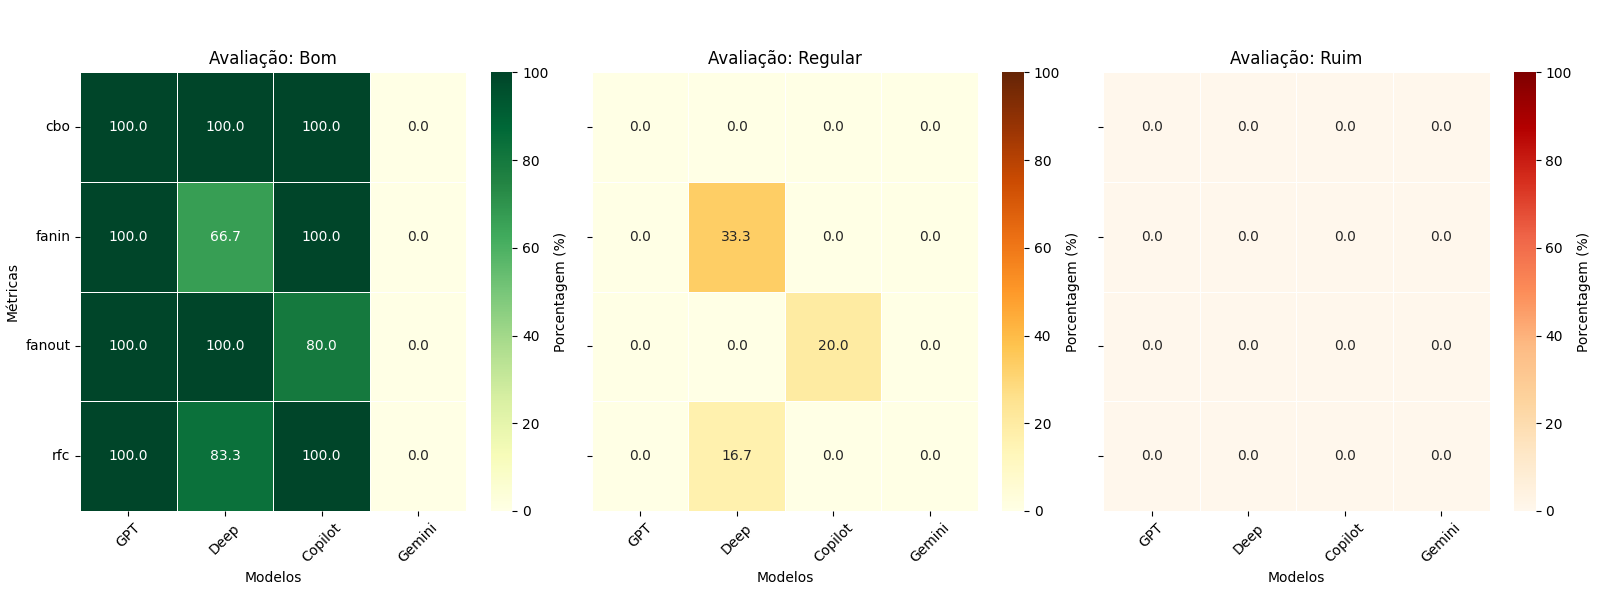 Avaliação: Bom
Avaliação: Regular
Avaliação: Ruim
Métricas
cbo
fanin
fanout
rfc
100.0 100.0 100.0 0.0
100.0 66.7 100.0 0.0
100.0 100.0 80.0 0.0
100.0 83.3 100.0 0.0
GPT Deep Copilot Gemini
Modelos
100
80
60
40
20
0
Porcentagem (%)
0.0 0.0 0.0 0.0
0.0 33.3 0.0 0.0
0.0 0.0 20.0 0.0
0.0 16.7 0.0 0.0
GPT Deep Copilot Gemini
Modelos
100
80
60
40
20
0
Porcentagem (%)
0.0 0.0 0.0 0.0
0.0 0.0 0.0 0.0
0.0 0.0 0.0 0.0
0.0 0.0 0.0 0.0
GPT Deep Copilot Gemini
Modelos
100
80
60
40
20
0
Porcentagem (%)